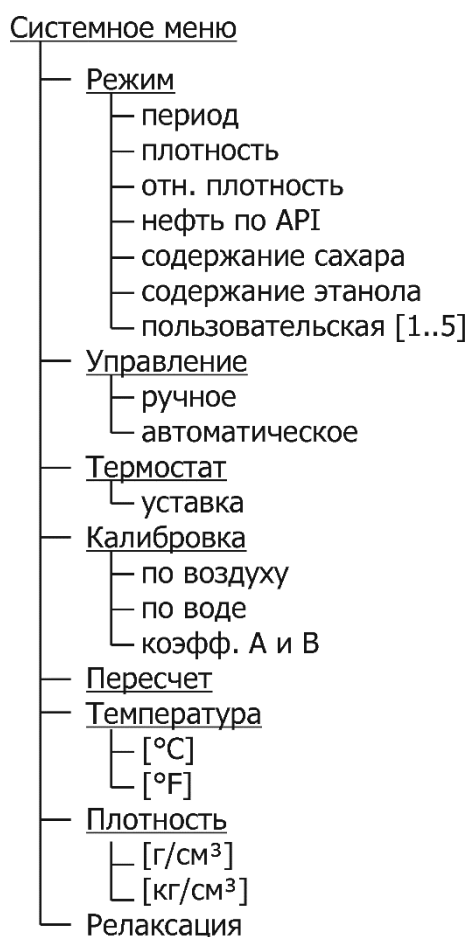 Системное меню
Режим
период
плотность
отн. плотность
нефть по API
содержание сахара
содержание этанола
пользовательская [1..5]
Управление
ручное
автоматическое
Термостат
уставка
Калибровка
по воздуху
по воде
коэфф. А и В
Пересчет
Температура
[°C]
[°F]
Плотность
[г/см³]
[кг/см³]
Релаксация